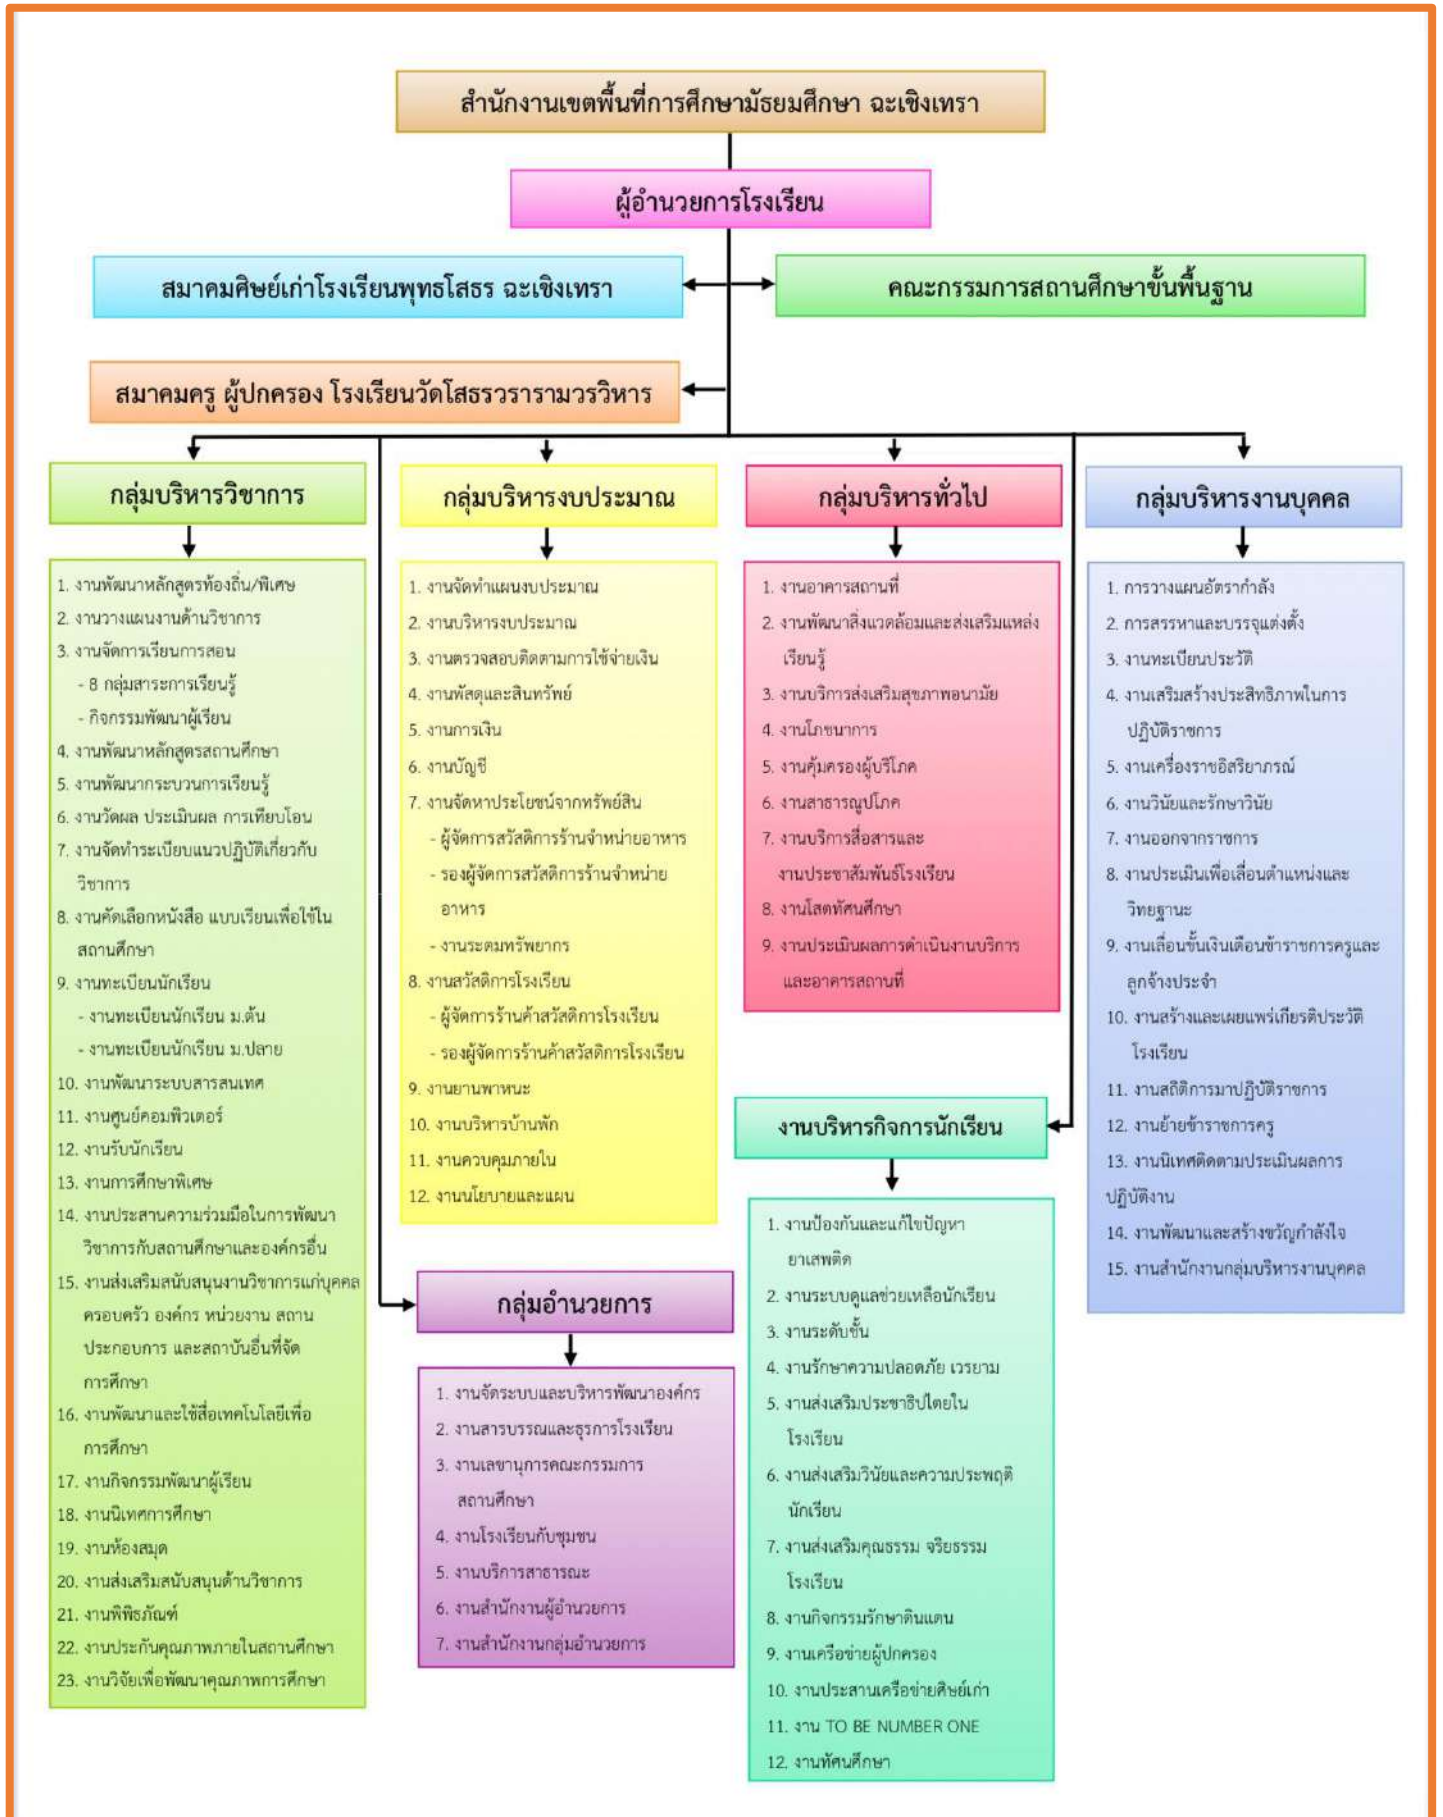 สำนักงานเขตพื้นที่การศึกษามัธยมศึกษา ฉะเชิงเทรา
ผู้อำนวยการโรงเรียน
สมาคมศิษย์เก่าโรงเรียนพุทธโสธร ฉะเชิงเทรา
คณะกรรมการสถานศึกษาขั้นพื้นฐาน
สมาคมครู ผู้ปกครอง โรงเรียนวัดโสธรวรารามวรวิหาร
กลุ่มบริหารวิชาการ
1. งานพัฒนาหลักสูตรท้องถิ่น/พิเศษ
2. งานวางแผนงานด้านวิชาการ
3. งานจัดการเรียนการสอน
- 8 กลุ่มสาระการเรียนรู้
- กิจกรรมพัฒนาผู้เรียน
4. งานพัฒนาหลักสูตรสถานศึกษา
5. งานพัฒนากระบวนการเรียนรู้
6. งานวัดผล ประเมินผล การเทียบโอน
7. งานจัดทำระเบียบแนวปฏิบัติเกี่ยวกับ
วิชาการ
8. งานคัดเลือกหนังสือ แบบเรียนเพื่อใช้ใน
สถานศึกษา
9. งานทะเบียนนักเรียน
- งานทะเบียนนักเรียน ม.ต้น
- งานทะเบียนนักเรียน ม.ปลาย
10. งานพัฒนาระบบสารสนเทศ
11. งานศูนย์คอมพิวเตอร์
12. งานรับนักเรียน
13. งานการศึกษาพิเศษ
14. งานประสานความร่วมมือในการพัฒนา
วิชาการกับสถานศึกษาและองค์กรอื่น
15. งานส่งเสริมสนับสนุนงานวิชาการแก่บุคคล
ครอบครัว องค์กร หน่วยงาน สถาน
ประกอบการ และสถาบันอื่นที่จัด
การศึกษา
16. งานพัฒนาและใช้สื่อเทคโนโลยีเพื่อ
การศึกษา
17. งานกิจกรรมพัฒนาผู้เรียน
18. งานนิเทศการศึกษา
19. งานห้องสมุด
20. งานส่งเสริมสนับสนุนด้านวิชาการ
21. งานพิพิธภัณฑ์
22. งานประกันคุณภาพภายในสถานศึกษา
23. งานวิจัยเพื่อพัฒนาคุณภาพการศึกษา
กลุ่มบริหารงบประมาณ
1. งานจัดทำแผนงบประมาณ
2. งานบริหารงบประมาณ
3. งานตรวจสอบติดตามการใช้จ่ายเงิน
4. งานพัสดุและสินทรัพย์
5. งานการเงิน
6. งานบัญชี
7. งานจัดหาประโยชน์จากทรัพย์สิน
- ผู้จัดการสวัสดิการร้านจำหน่ายอาหาร
- รองผู้จัดการสวัสดิการร้านจำหน่าย
อาหาร
- งานระดมทรัพยากร
8. งานสวัสดิการโรงเรียน
- ผู้จัดการร้านค้าสวัสดิการโรงเรียน
- รองผู้จัดการร้านค้าสวัสดิการโรงเรียน
9. งานยานพาหนะ
10. งานบริหารบ้านพัก
11. งานควบคุมภายใน
12. งานนโยบายและแผน
กลุ่มอำนวยการ
1. งานจัดระบบและบริหารพัฒนาองค์กร
2. งานสารบรรณและธุรการโรงเรียน
3. งานเลขานุการคณะกรรมการ
สถานศึกษา
4. งานโรงเรียนกับชุมชน
5. งานบริการสาธารณะ
6. งานสำนักงานผู้อำนวยการ
7. งานสำนักงานกลุ่มอำนวยการ
กลุ่มบริหารทั่วไป
1. งานอาคารสถานที่
2. งานพัฒนาสิ่งแวดล้อมและส่งเสริมแหล่ง
เรียนรู้
3. งานบริการส่งเสริมสุขภาพอนามัย
4. งานโภชนาการ
5. งานคุ้มครองผู้บริโภค
6. งานสาธารณูปโภค
7. งานบริการสื่อสารและ
งานประชาสัมพันธ์โรงเรียน
8. งานโสตทัศนศึกษา
9. งานประเมินผลการดำเนินงานบริการ
และอาคารสถานที่
งานบริหารกิจการนักเรียน
1. งานป้องกันและแก้ไขปัญหา
ยาเสพติด
2. งานระบบดูแลช่วยเหลือนักเรียน
3. งานระดับชั้น
4. งานรักษาความปลอดภัย เวรยาม
5. งานส่งเสริมประชาธิปไตยใน
โรงเรียน
6. งานส่งเสริมวินัยและความประพฤติ
นักเรียน
7. งานส่งเสริมคุณธรรม จริยธรรม
โรงเรียน
8. งานกิจกรรมรักษาดินแดน
9. งานเครือข่ายผู้ปกครอง
10. งานประสานเครือข่ายศิษย์เก่า
11. งาน TO BE NUMBER ONE
12. งานทัศนศึกษา
กลุ่มบริหารงานบุคคล
1. การวางแผนอัตรากำลัง
2. การสรรหาและบรรจุแต่งตั้ง
3. งานทะเบียนประวัติ
4. งานเสริมสร้างประสิทธิภาพในการ
ปฏิบัติราชการ
5. งานเครื่องราชอิสริยาภรณ์
6. งานวินัยและรักษาวินัย
7. งานออกจากราชการ
8. งานประเมินเพื่อเลื่อนตำแหน่งและ
วิทยฐานะ
9. งานเลื่อนขั้นเงินเดือนข้าราชการครูและ
ลูกจ้างประจำ
10. งานสร้างและเผยแพร่เกียรติประวัติ
โรงเรียน
11. งานสถิติการมาปฏิบัติราชการ
12. งานย้ายข้าราชการครู
13. งานนิเทศติดตามประเมินผลการ
ปฏิบัติงาน
14. งานพัฒนาและสร้างขวัญกำลังใจ
15. งานสำนักงานกลุ่มบริหารงานบุคคล